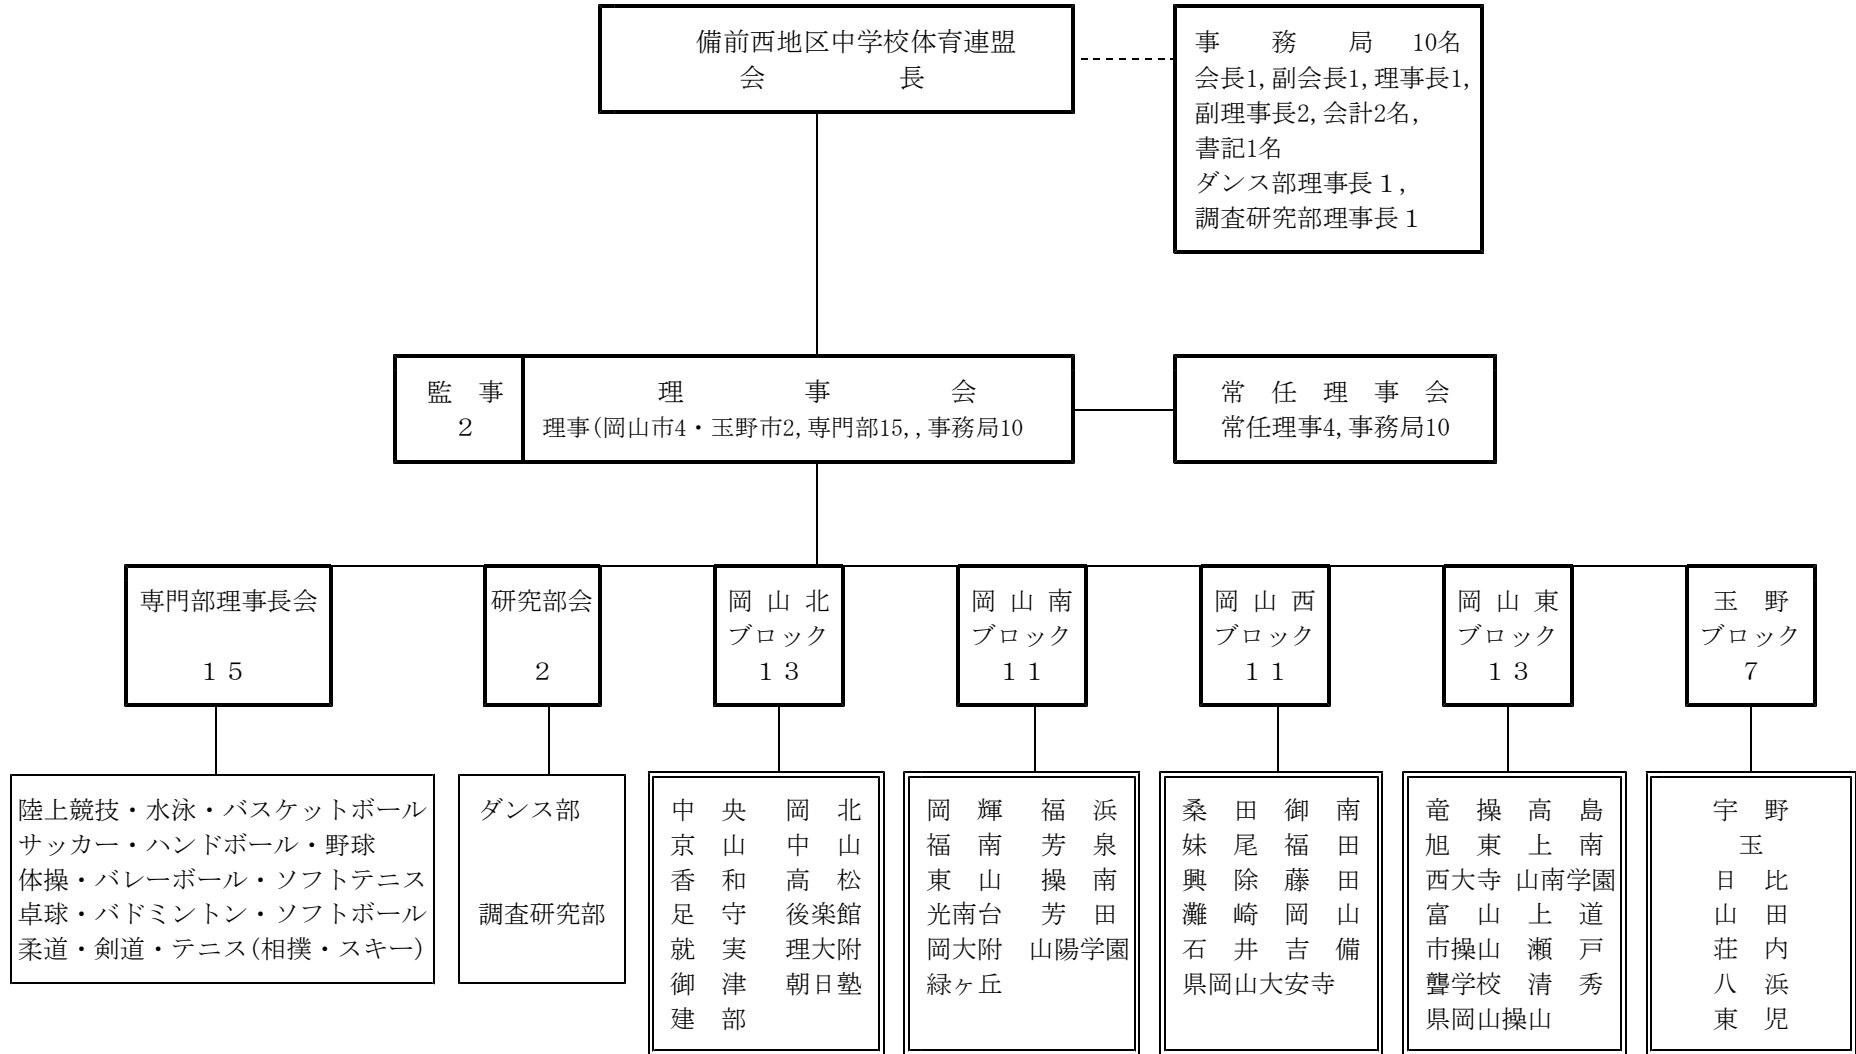 備前西地区中学校体育連盟
会　　　　　長
事　　務　　局　10名
会長1,副会長1,理事長1,
副理事長2,会計2名,
書記1名
ダンス部理事長１,
調査研究部理事長１
監　事
２
理　　　　事　　　　会
理事(岡山市4・玉野市2,専門部15,,事務局10
常　任　理　事　会
常任理事4,事務局10
専門部理事長会
１５
研究部会
２
岡 山 北
ブロック
１３
岡 山 南
ブロック
１１
岡 山 西
ブロック
１１
岡 山 東
ブロック
１３
玉　野
ブロック
７
陸上競技・水泳・バスケットボール
サッカー・ハンドボール・野球
体操・バレーボール・ソフトテニス
卓球・バドミントン・ソフトボール
柔道・剣道・テニス(相撲・スキー)
ダンス部
調査研究部
中　央　岡　北
京　山　中　山
香　和　高　松
足　守　後楽館
就　実　理大附
御　津　朝日塾
建　部
岡　輝　福　浜
福　南　芳　泉
東　山　操　南
光南台　芳　田
岡大附　山陽学園
緑ヶ丘
桑　田　御　南
妹　尾　福　田
興　除　藤　田
灘　崎　岡　山
石　井　吉　備
県岡山大安寺
竜　操　高　島
旭　東　上　南
西大寺 山南学園
富　山　上　道
市操山　瀬　戸
聾学校　清　秀
県岡山操山
宇　野
玉
日　比
山　田
荘　内
八　浜
東　児